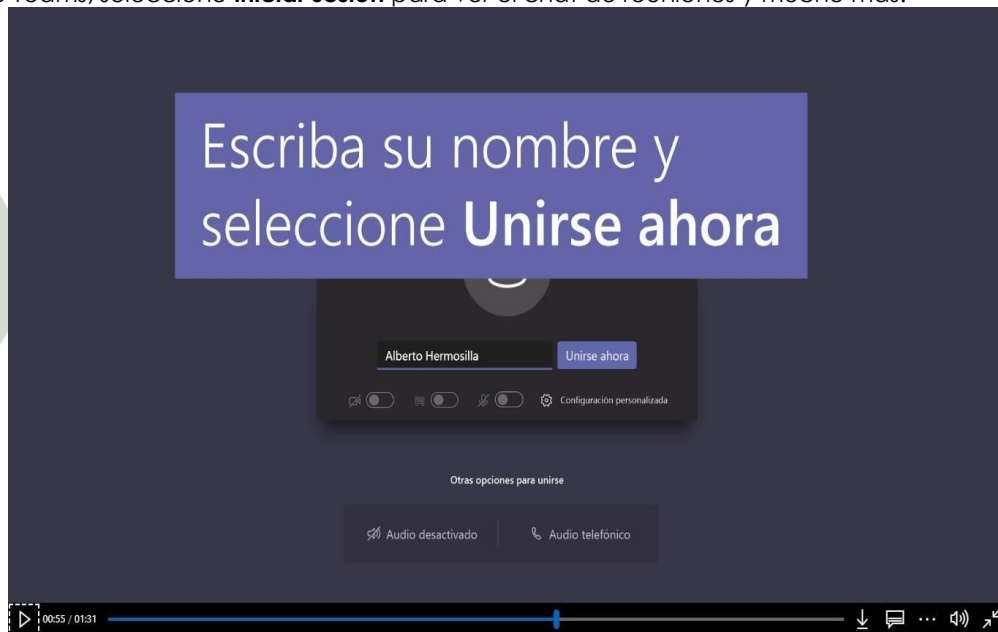 Teams, seleccione Iniciar sesión para ver el chat de reuniones y mucho más.
Escriba su nombre y
seleccione Unirse ahora
Alberto Hermosilla
Unirse ahora
Configuración personalizada
Otras opciones para unirse
Audio desactivado
Audio telefónico
00:55 / 01:31